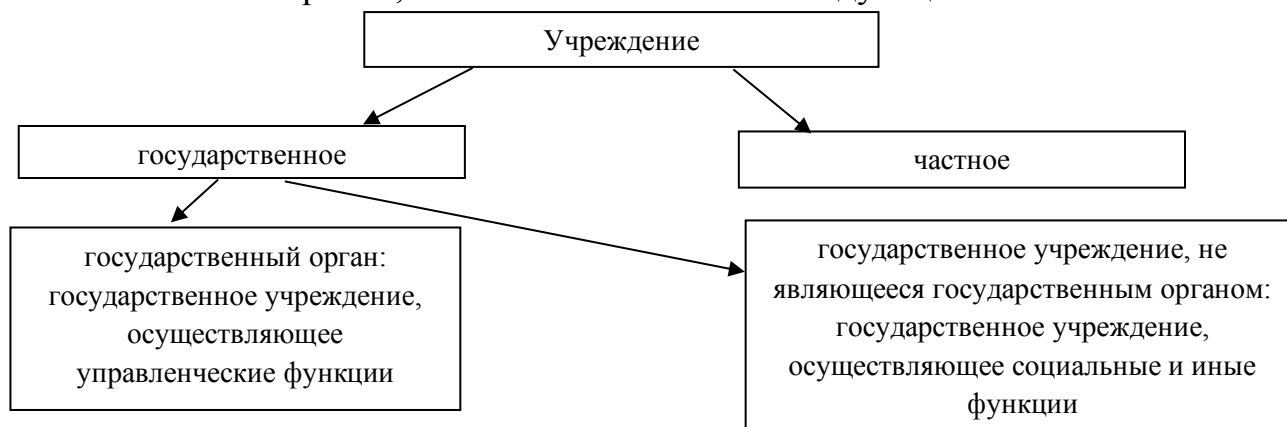 Учреждение
государственное
частное
государственный орган:
государственное учреждение,
осуществляющее
управленческие функции
государственное учреждение, не
являющееся государственным органом:
государственное учреждение,
осуществляющее социальные и иные
функции